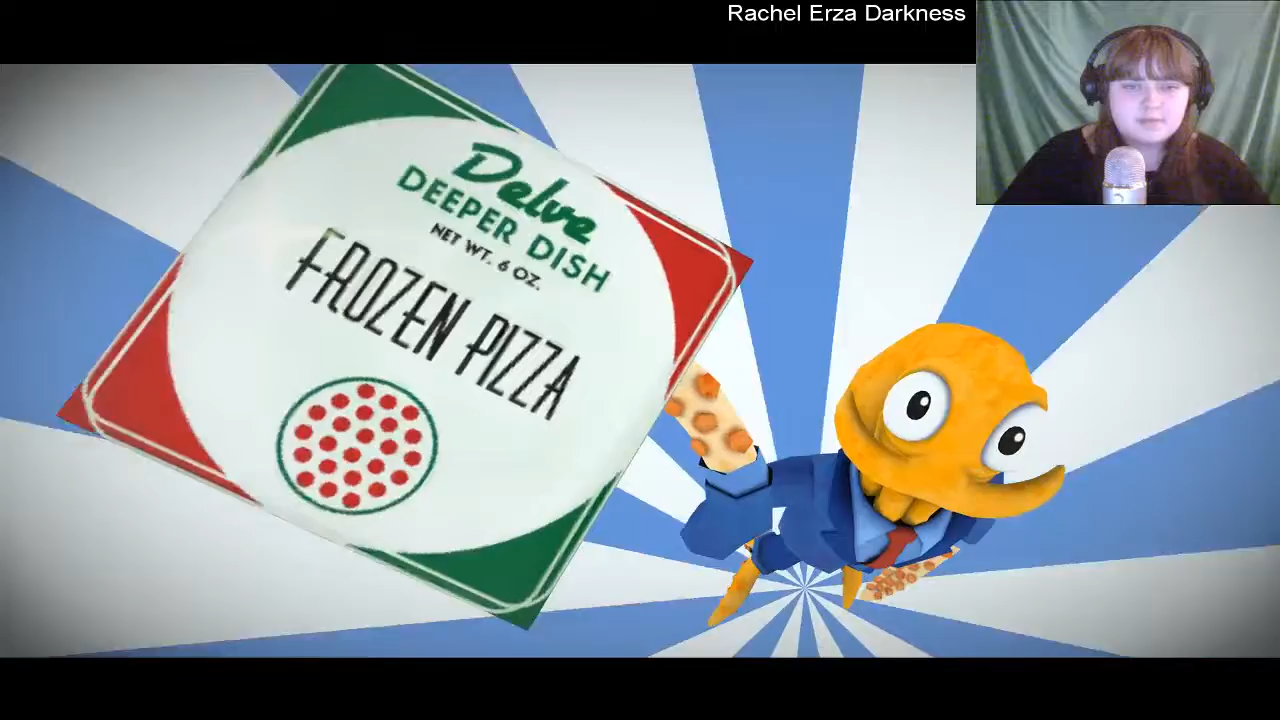 Rachel Erza Darkness
Delve
DEEPER DISH
NET WT. 6 OZ.
FROZEN PIZZA